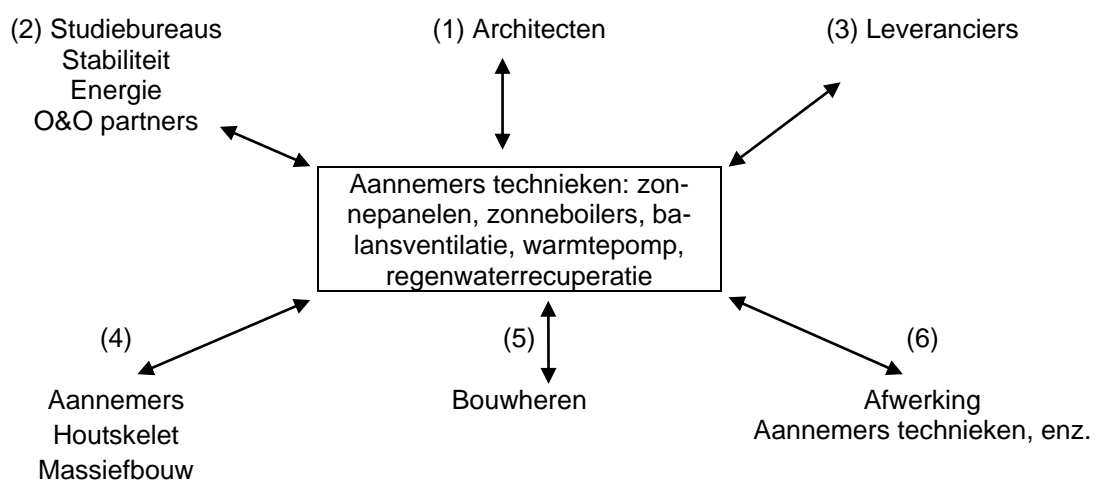 (2) Studiebureaus
Stabiliteit
Energie
O&O partners
(1) Architecten
(3) Leveranciers
Aannemers technieken: zon-
nepanelen, zonneboilers, ba-
lansventilatie, warmtepomp,
regenwaterrecuperatie
(4)
Aannemers
Houtskelet
Massiefbouw
(5)
Bouwheren
(6)
Afwerking
Aannemers technieken, enz.